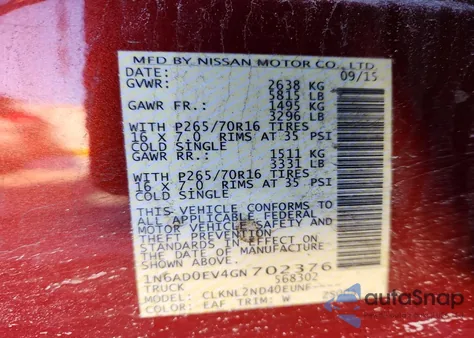 MFD BY NISSAN MOTOR CO., LTD
DATE: 09/15
GVWR: 2638 KG
5815 LB
GAWR FR.: 1495 KG
3296 LB
WITH P265/70R16 TIRES
16 X 7.0 RIMS AT 35 PSI
COLD SINGLE
GAWR RR.: 1511 KG
3331 LB
WITH P265/70R16 TIRES
16 X 7.0 RIMS AT 35 PSI
COLD SINGLE
THIS VEHICLE CONFORMS TO
ALL APPLICABLE FEDERAL
MOTOR VEHICLE SAFETY AND
THEFT PREVENTION
STANDARDS IN EFFECT ON
THE DATE OF MANUFACTURE
SHOWN ABOVE.
1N6AD0EV4GN702376
TRUCK 568302
MODEL: CLKNL2ND40EUNF----
COLOR: EAF TRIM: W
autoSnap